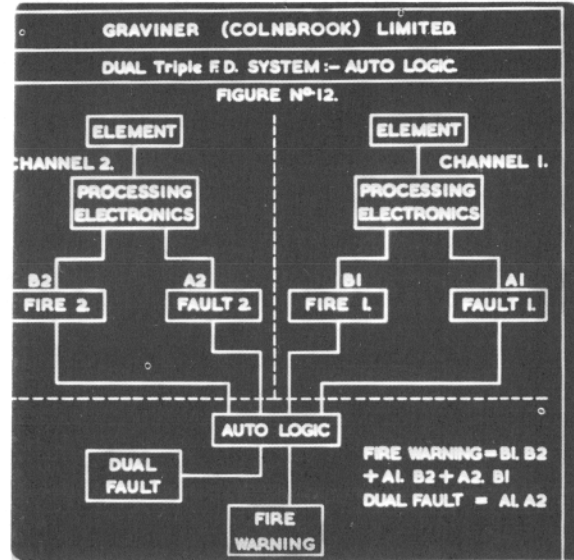 GRAVINER (COLNBROOK) LIMITED.
DUAL Triple F.D. SYSTEM:- AUTO LOGIC.
FIGURE No 12.
ELEMENT
ELEMENT
CHANNEL 2.
CHANNEL 1.
PROCESSING
ELECTRONICS
PROCESSING
ELECTRONICS
B2
A2
B1
A1
FIRE 2.
FAULT 2.
FIRE 1.
FAULT 1.
AUTO LOGIC
DUAL
FAULT
FIRE
WARNING
FIRE WARNING = B1. B2
+ A1. B2 + A2. B1
DUAL FAULT = A1. A2